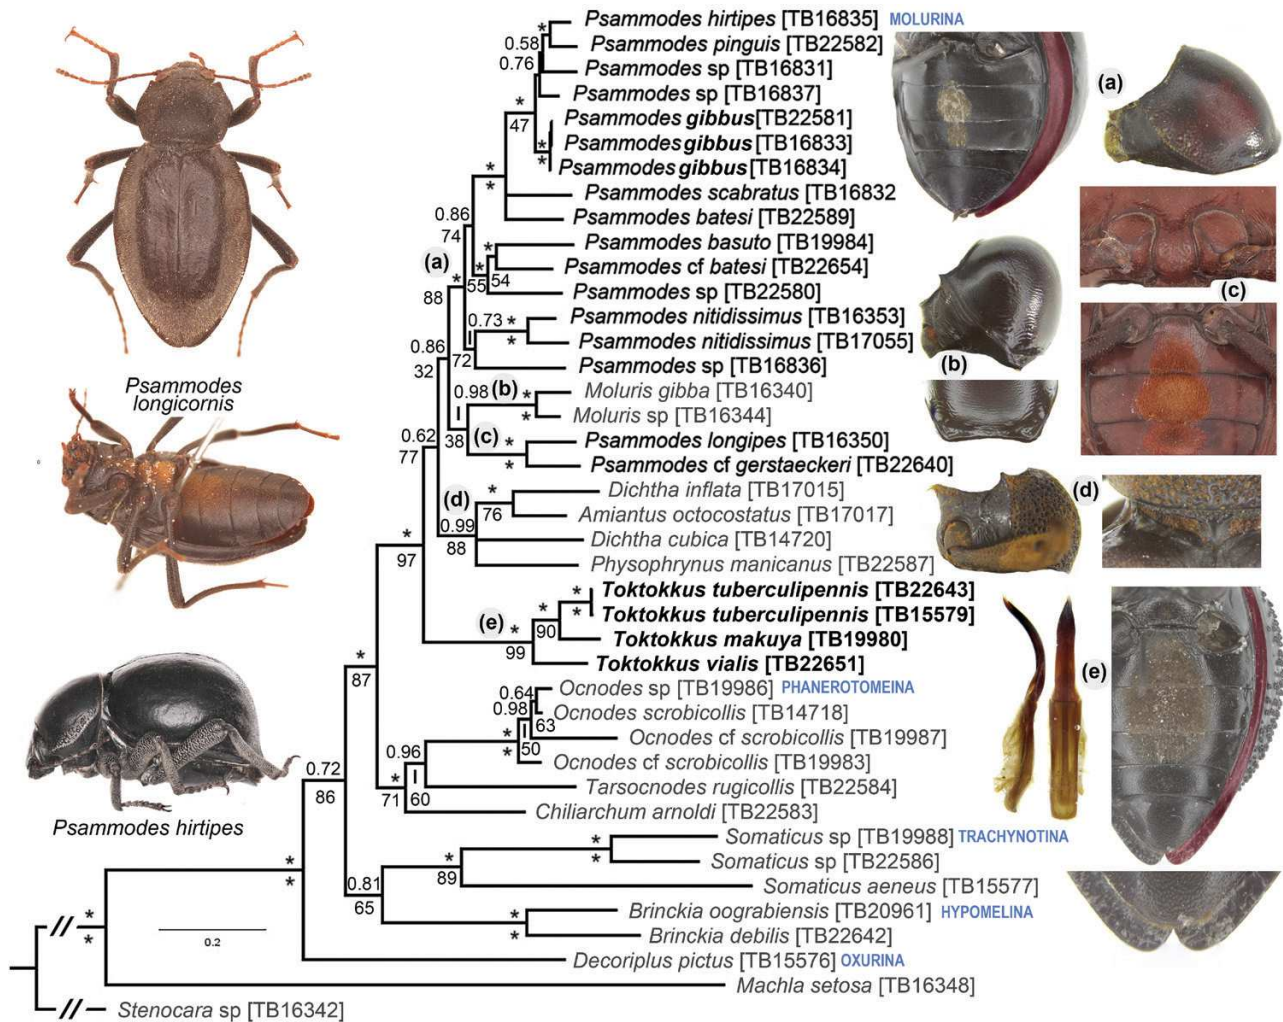 Psammodes hirtipes [TB16835] MOLURINA
Psammodes pinguis [TB22582]
Psammodes sp [TB16831]
Psammodes sp [TB16837]
Psammodes gibbus[TB22581]
Psammodes gibbus [TB16833]
Psammodes gibbus [TB16834]
Psammodes scabratus [TB16832
Psammodes batesi [TB22589]
Psammodes basuto [TB19984]
Psammodes cf batesi [TB22654]
Psammodes sp [TB22580]
Psammodes nitidissimus [TB16353]
Psammodes nitidissimus [TB17055]
Psammodes sp [TB16836]
Moluris gibba [TB16340]
Moluris sp [TB16344]
Psammodes longipes [TB16350]
Psammodes cf gerstaeckeri [TB22640]
Dichtha inflata [TB17015]
Amiantus octocostatus [TB17017]
Dichtha cubica [TB14720]
Physophrynus manicanus [TB22587]
Toktokkus tuberculipennis [TB22643]
Toktokkus tuberculipennis [TB15579]
Toktokkus makuya [TB19980]
Toktokkus vialis [TB22651]
Ocnodes sp [TB19986] PHANEROTOMEINA
Ocnodes scrobicollis [TB14718]
Ocnodes cf scrobicollis [TB19987]
Ocnodes cf scrobicollis [TB19983]
Tarsocnodes rugicollis [TB22584]
Chiliarchum arnoldi [TB22583]
Somaticus sp [TB19988] TRACHYNOTINA
Somaticus sp [TB22586]
Somaticus aeneus [TB15577]
Brinckia oograbiensis [TB20961] HYPOMELINA
Brinckia debilis [TB22642]
Decoriplus pictus [TB15576] OXURINA
Machla setosa [TB16348]
Stenocara sp [TB16342]
Psammodes
longicornis
Psammodes hirtipes
0.58
0.76
*
*
47
*
*
*
*
0.86
74
(a)
*
88
*
*
55
54
0.73
*
*
72
0.86
32
0.98
(b)
*
*
38
(c)
*
*
0.62
77
(d)
*
76
0.99
88
*
97
(e)
*
99
*
90
*
*
*
87
0.64
0.98
63
*
*
50
0.96
*
71
60
0.72
86
*
*
*
89
0.81
65
*
*
*
*
*
*
0.2
(a)
(b)
(c)
(d)
(e)